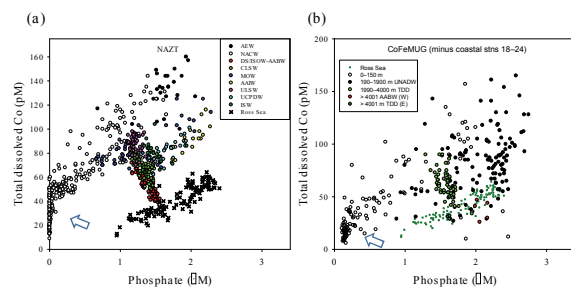 (a)
NAZT
AEW
NACW
DS/ISOW-AABW
CLSW
MOW
AABW
ULSW
UCPDW
ISW
Ross Sea
Total dissolved Co (pM)
160
140
120
100
80
60
40
20
0
0
1
2
3
Phosphate (▯M)
(b)
CoFeMUG (minus coastal stns 18–24)
Ross Sea
0–150 m
190–1900 m UNADW
1990–4000 m TDD
> 4001 AABW (W)
> 4001 m TDD (E)
Total dissolved Co (pM)
200
150
100
50
0
0
1
2
3
Phosphate (▯M)